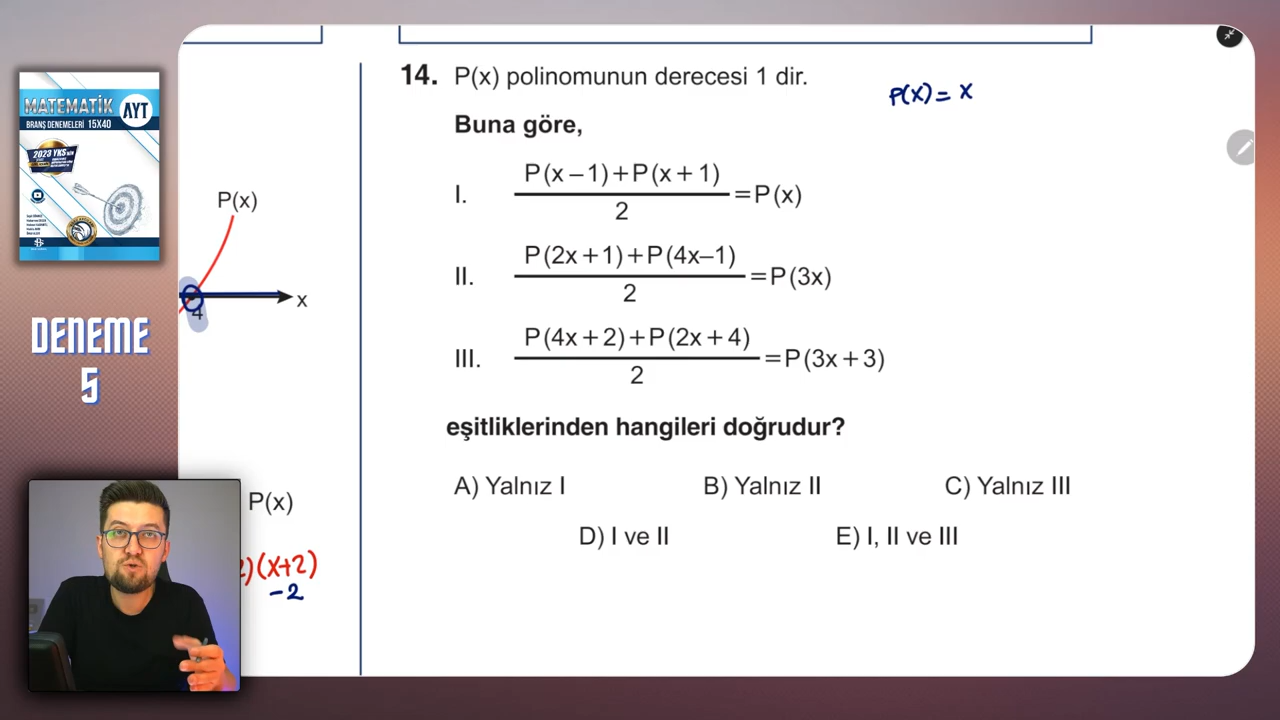 MATEMATİK
AYT
BRANŞ DENEMELERİ 15X40
2023 YKS'NİN
DENEME
5
P(x)
x
4
P(x)
)(x+2)
-2
14. P(x) polinomunun derecesi 1 dir.
P(x) = x
Buna göre,
I. P(x – 1) + P(x + 1)
2
= P(x)
II. P(2x + 1) + P(4x–1)
2
= P(3x)
III. P(4x + 2) + P(2x + 4)
2
= P(3x + 3)
eşitliklerinden hangileri doğrudur?
A) Yalnız I B) Yalnız II C) Yalnız III
D) I ve II E) I, II ve III